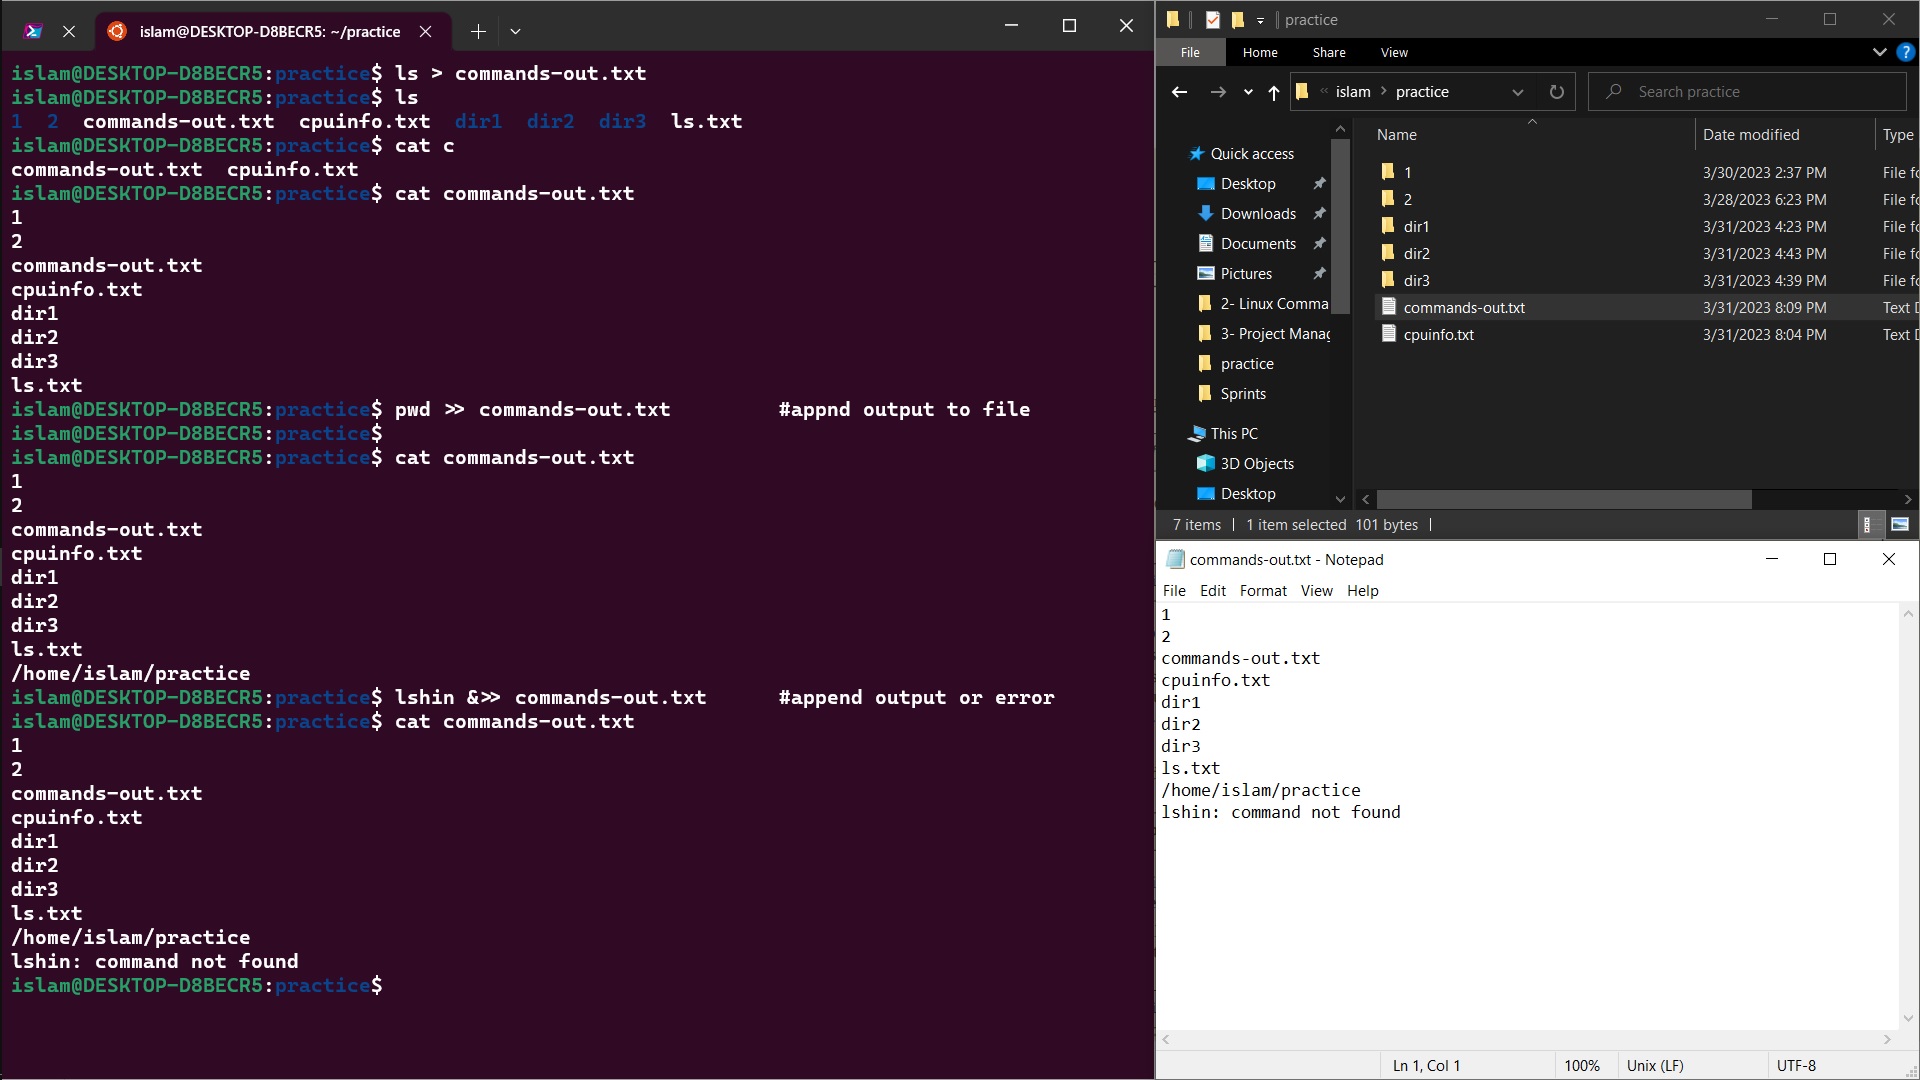 islam@DESKTOP-D8BECR5: ~/practice
islam@DESKTOP-D8BECR5:practice$ ls > commands-out.txt
islam@DESKTOP-D8BECR5:practice$ ls
1  2  commands-out.txt  cpuinfo.txt  dir1  dir2  dir3  ls.txt
islam@DESKTOP-D8BECR5:practice$ cat c
commands-out.txt  cpuinfo.txt
islam@DESKTOP-D8BECR5:practice$ cat commands-out.txt
1
2
commands-out.txt
cpuinfo.txt
dir1
dir2
dir3
ls.txt
islam@DESKTOP-D8BECR5:practice$ pwd >> commands-out.txt         #appnd output to file
islam@DESKTOP-D8BECR5:practice$
islam@DESKTOP-D8BECR5:practice$ cat commands-out.txt
1
2
commands-out.txt
cpuinfo.txt
dir1
dir2
dir3
ls.txt
/home/islam/practice
islam@DESKTOP-D8BECR5:practice$ lshin &>> commands-out.txt      #append output or error
islam@DESKTOP-D8BECR5:practice$ cat commands-out.txt
1
2
commands-out.txt
cpuinfo.txt
dir1
dir2
dir3
ls.txt
/home/islam/practice
lshin: command not found
islam@DESKTOP-D8BECR5:practice$
practice
File Home Share View
islam > practice
Search practice
Quick access
Desktop
Downloads
Documents
Pictures
2- Linux Comma
3- Project Manag
practice
Sprints
This PC
3D Objects
Desktop
Name Date modified Type
1 3/30/2023 2:37 PM File fo
2 3/28/2023 6:23 PM File fo
dir1 3/31/2023 4:23 PM File fo
dir2 3/31/2023 4:43 PM File fo
dir3 3/31/2023 4:39 PM File fo
commands-out.txt 3/31/2023 8:09 PM Text D
cpuinfo.txt 3/31/2023 8:04 PM Text D
7 items 1 item selected 101 bytes
commands-out.txt - Notepad
File Edit Format View Help
1
2
commands-out.txt
cpuinfo.txt
dir1
dir2
dir3
ls.txt
/home/islam/practice
lshin: command not found
Ln 1, Col 1 100% Unix (LF) UTF-8